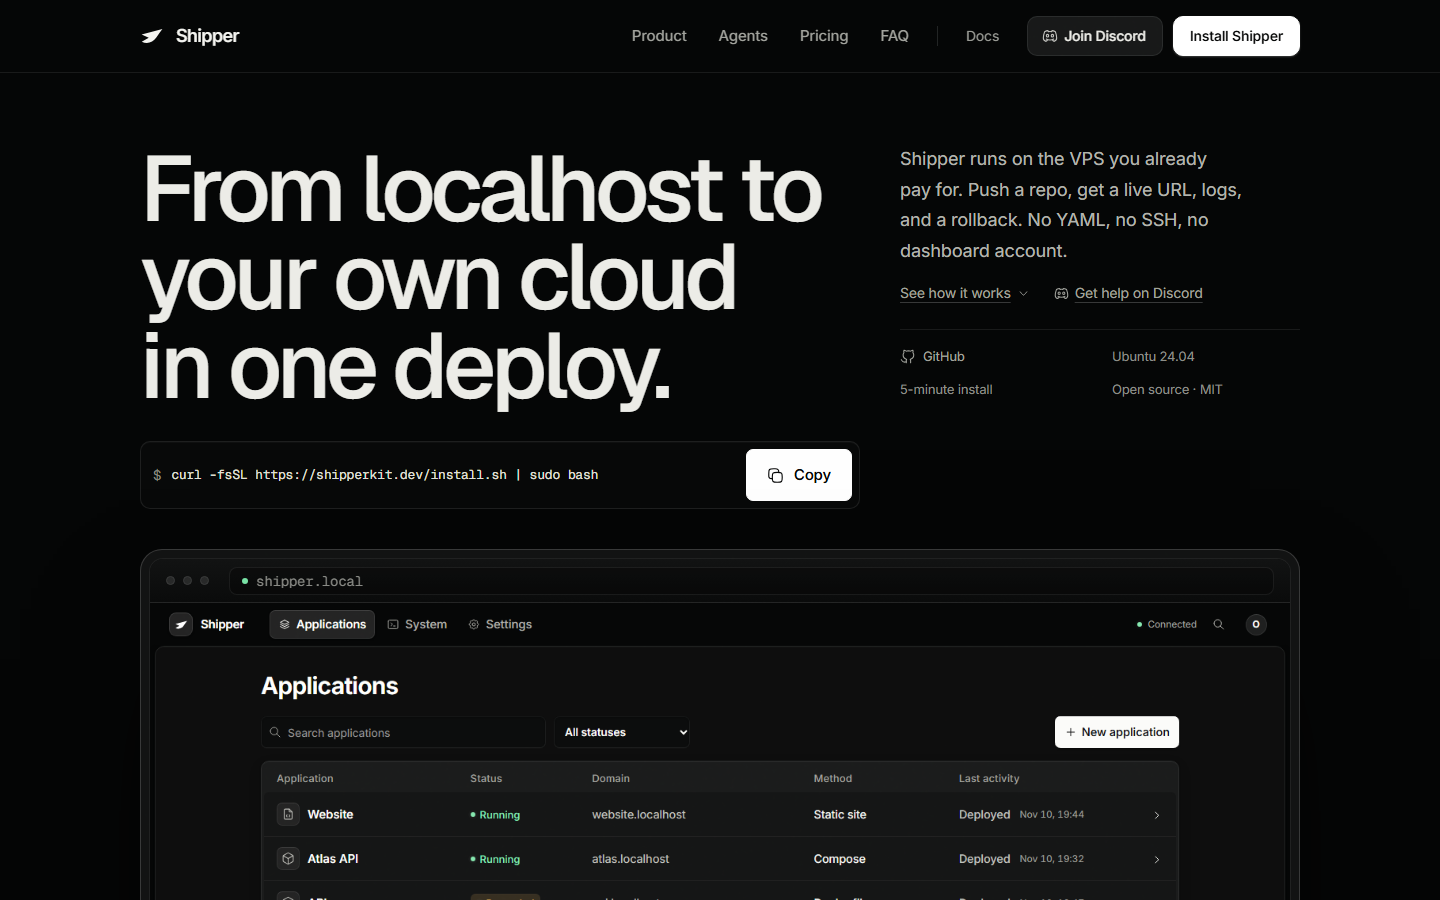 Shipper
Product Agents Pricing FAQ Docs Join Discord Install Shipper
From localhost to
your own cloud
in one deploy.
Shipper runs on the VPS you already
pay for. Push a repo, get a live URL, logs,
and a rollback. No YAML, no SSH, no
dashboard account.
See how it works Get help on Discord
GitHub Ubuntu 24.04
5-minute install Open source · MIT
$ curl -fsSL https://shipperkit.dev/install.sh | sudo bash Copy
shipper.local
Shipper Applications System Settings Connected O
Applications
Search applications All statuses + New application
Application Status Domain Method Last activity
Website Running website.localhost Static site Deployed Nov 10, 19:44
Atlas API Running atlas.localhost Compose Deployed Nov 10, 19:32